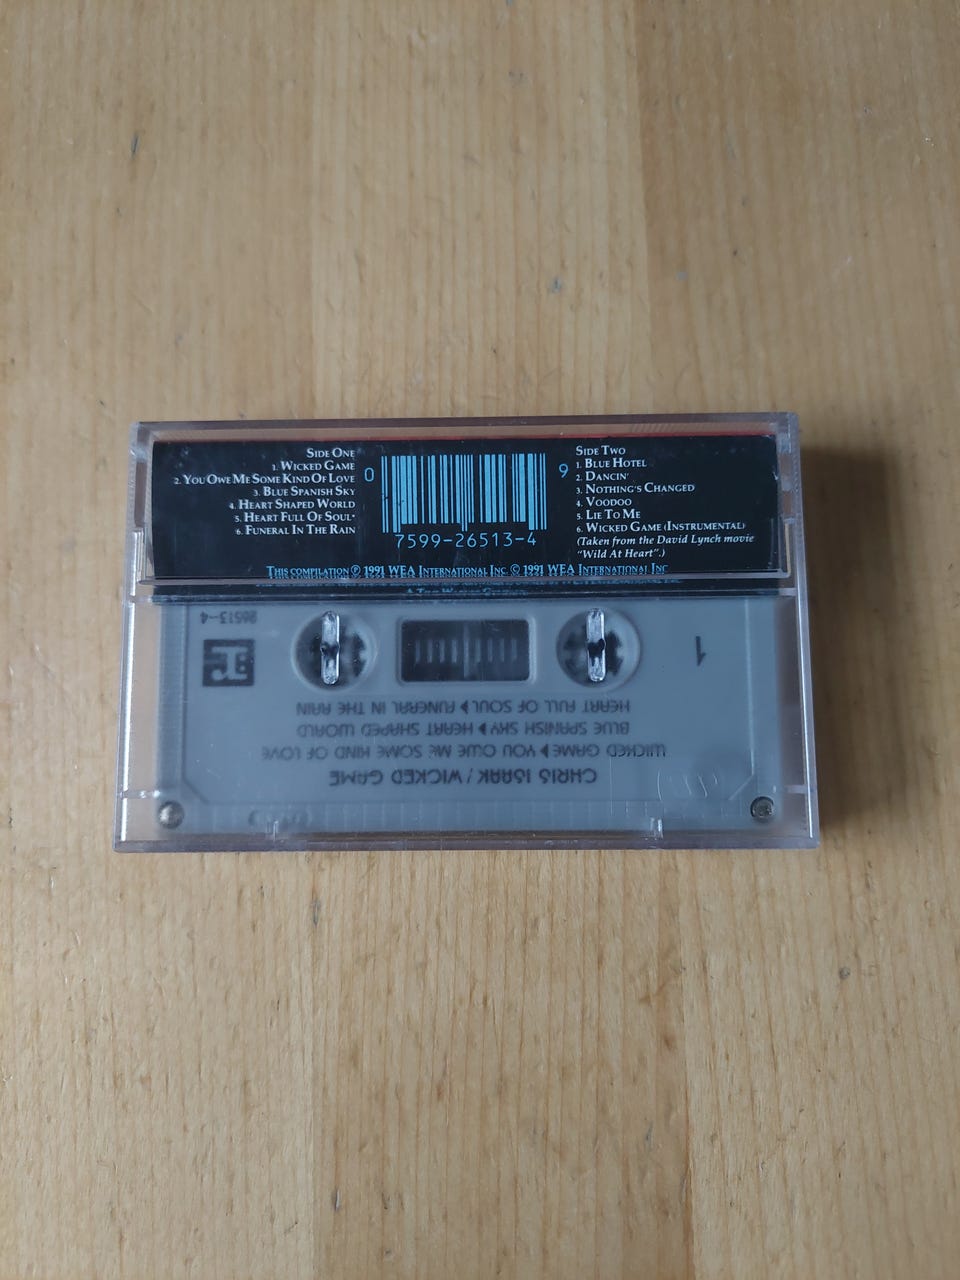 SIDE ONE
1. WICKED GAME
2. YOU OWE ME SOME KIND OF LOVE
3. BLUE SPANISH SKY
4. HEART SHAPED WORLD
5. HEART FULL OF SOUL*
6. FUNERAL IN THE RAIN
0
7599-26513-4
9
SIDE TWO
1. BLUE HOTEL
2. DANCIN'
3. NOTHING'S CHANGED
4. VOODOO
5. LIE TO ME
6. WICKED GAME (INSTRUMENTAL)
(Taken from the David Lynch movie
"Wild At Heart".)
THIS COMPILATION ℗ 1991 WEA INTERNATIONAL INC. © 1991 WEA INTERNATIONAL INC
CHRIS ISAAK / WICKED GAME
WICKED GAME ▶ YOU OWE ME SOME KIND OF LOVE
BLUE SPANISH SKY ▶ HEART SHAPED WORLD
HEART FULL OF SOUL ▶ FUNERAL IN THE RAIN
1
26513-4